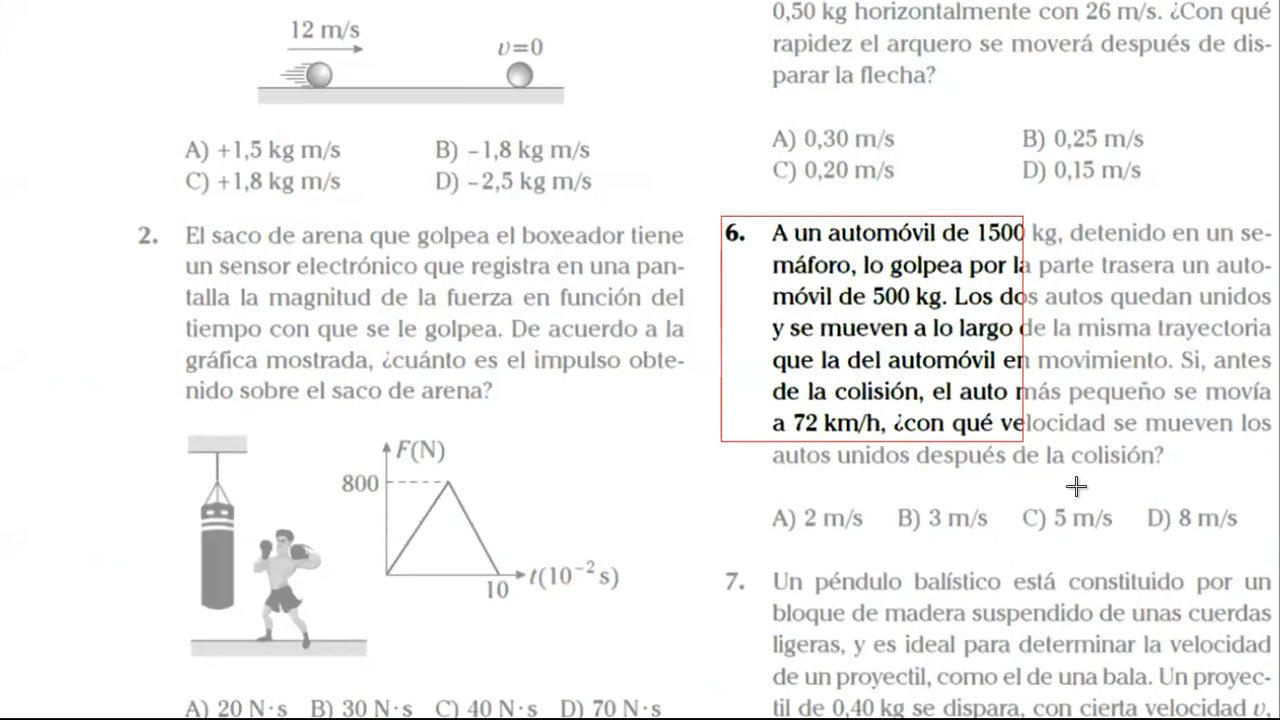 12 m/s
v=0
A) +1,5 kg m/s B) –1,8 kg m/s
C) +1,8 kg m/s D) –2,5 kg m/s
2. El saco de arena que golpea el boxeador tiene
un sensor electrónico que registra en una pan-
talla la magnitud de la fuerza en función del
tiempo con que se le golpea. De acuerdo a la
gráfica mostrada, ¿cuánto es el impulso obte-
nido sobre el saco de arena?
F(N)
800
10
t(10⁻² s)
A) 20 N·s B) 30 N·s C) 40 N·s D) 70 N·s
0,50 kg horizontalmente con 26 m/s. ¿Con qué
rapidez el arquero se moverá después de dis-
parar la flecha?
A) 0,30 m/s B) 0,25 m/s
C) 0,20 m/s D) 0,15 m/s
6. A un automóvil de 1500 kg, detenido en un se-
máforo, lo golpea por la parte trasera un auto-
móvil de 500 kg. Los dos autos quedan unidos
y se mueven a lo largo de la misma trayectoria
que la del automóvil en movimiento. Si, antes
de la colisión, el auto más pequeño se movía
a 72 km/h, ¿con qué velocidad se mueven los
autos unidos después de la colisión?
A) 2 m/s B) 3 m/s C) 5 m/s D) 8 m/s
7. Un péndulo balístico está constituido por un
bloque de madera suspendido de unas cuerdas
ligeras, y es ideal para determinar la velocidad
de un proyectil, como el de una bala. Un proyec-
til de 0,40 kg se dispara, con cierta velocidad v,